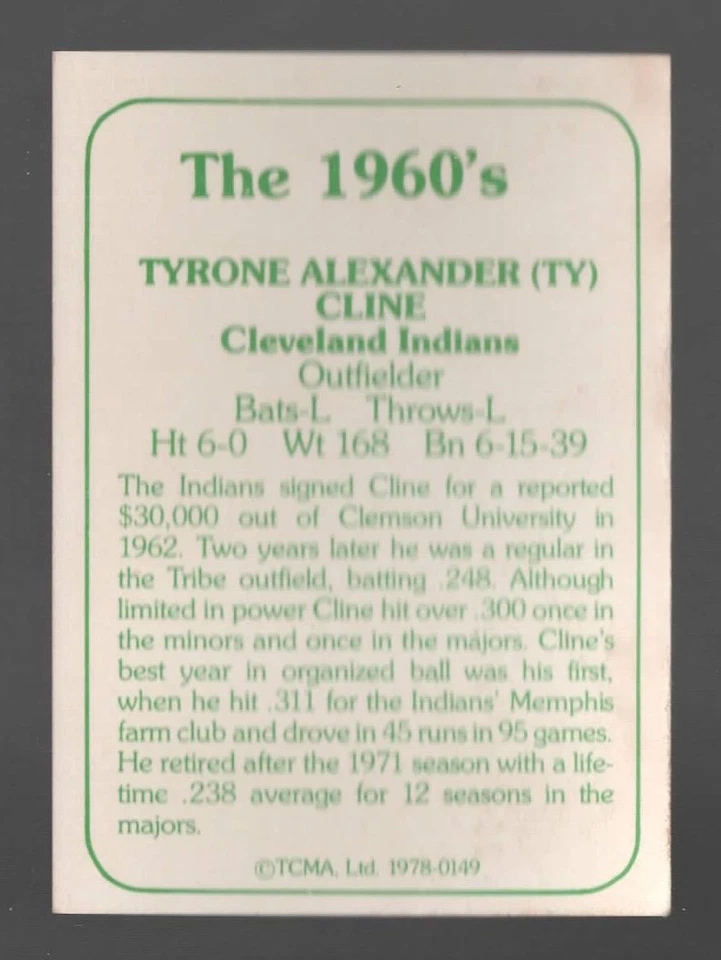 The 1960's
TYRONE ALEXANDER (TY)
CLINE
Cleveland Indians
Outfielder
Bats-L Throws-L
Ht 6-0 Wt 168 Bn 6-15-39
The Indians signed Cline for a reported
$30,000 out of Clemson University in
1962. Two years later he was a regular in
the Tribe outfield, batting .248. Although
limited in power Cline hit over .300 once in
the minors and once in the majors. Cline's
best year in organized ball was his first,
when he hit .311 for the Indians' Memphis
farm club and drove in 45 runs in 95 games.
He retired after the 1971 season with a life-
time .238 average for 12 seasons in the
majors.
©TCMA, Ltd. 1978-0149